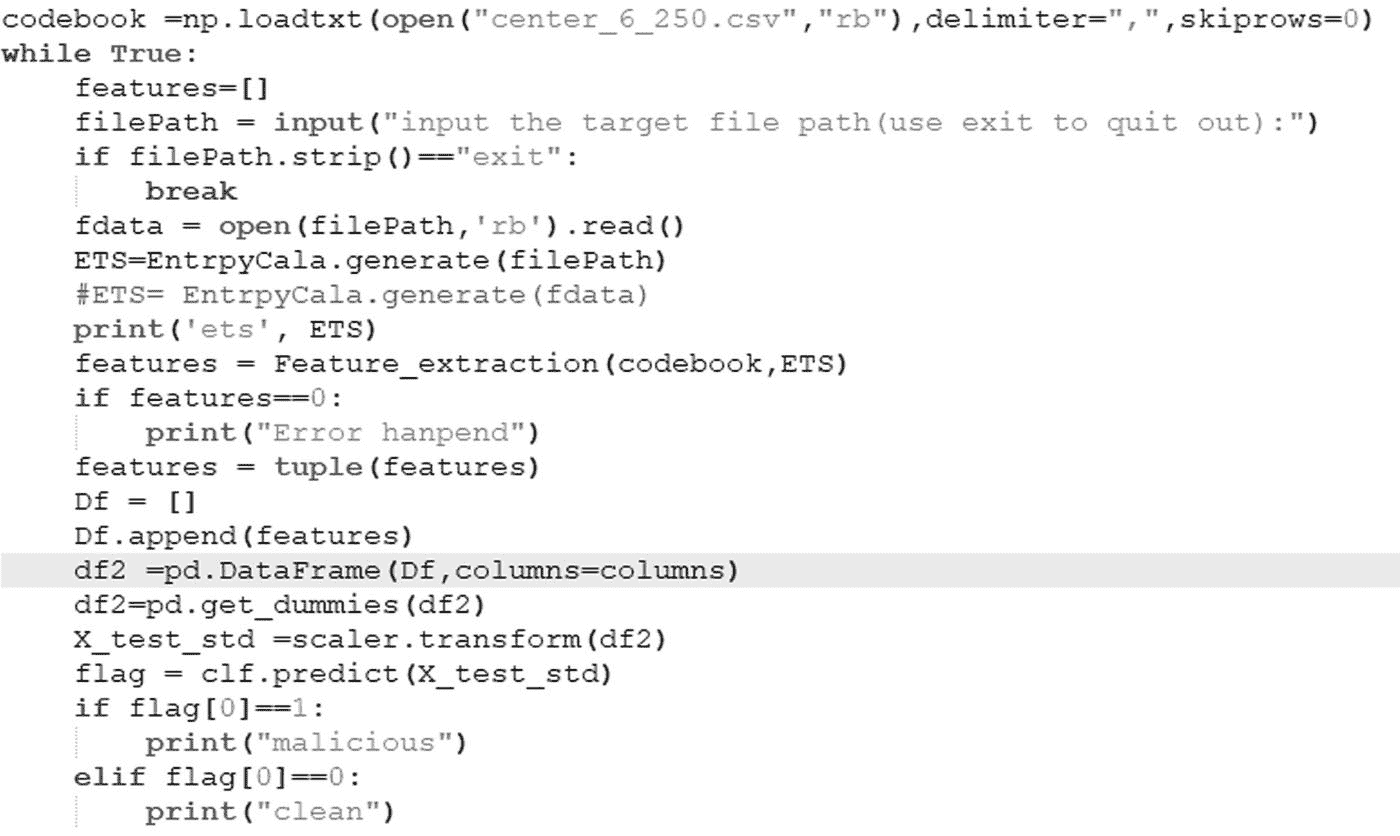 codebook =np.loadtxt(open("center_6_250.csv","rb"),delimiter=",",skiprows=0)
while True:
    features=[]
    filePath = input("input the target file path(use exit to quit out):")
    if filePath.strip()=="exit":
        break
    fdata = open(filePath,'rb').read()
    ETS=EntrpyCala.generate(filePath)
    #ETS= EntrpyCala.generate(fdata)
    print('ets', ETS)
    features = Feature_extraction(codebook,ETS)
    if features==0:
        print("Error hanpend")
    features = tuple(features)
    Df = []
    Df.append(features)
    df2 =pd.DataFrame(Df,columns=columns)
    df2=pd.get_dummies(df2)
    X_test_std =scaler.transform(df2)
    flag = clf.predict(X_test_std)
    if flag[0]==1:
        print("malicious")
    elif flag[0]==0:
        print("clean")